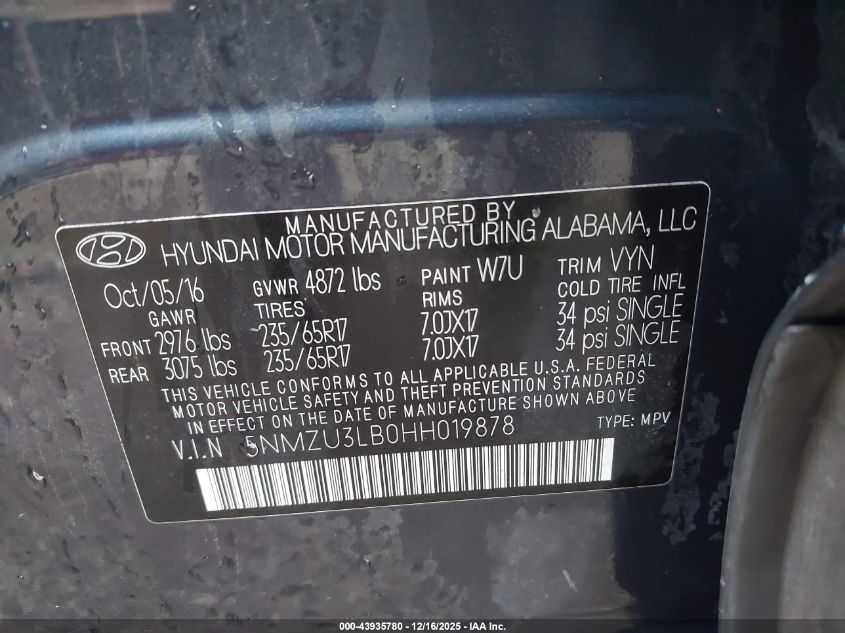 MANUFACTURED BY
HYUNDAI MOTOR MANUFACTURING ALABAMA, LLC
Oct/05/16 GVWR 4872 lbs PAINT W7U TRIM VYN
GAWR TIRES RIMS COLD TIRE INFL
FRONT 2976 lbs 235/65R17 7.0JX17 34 psi SINGLE
REAR 3075 lbs 235/65R17 7.0JX17 34 psi SINGLE
THIS VEHICLE CONFORMS TO ALL APPLICABLE U.S.A. FEDERAL
MOTOR VEHICLE SAFETY AND THEFT PREVENTION STANDARDS
IN EFFECT ON THE DATE OF MANUFACTURE SHOWN ABOVE.
V.I.N 5NMZU3LB0HH019878 TYPE: MPV
000-43935780 - 12/16/2025 - IAA Inc.